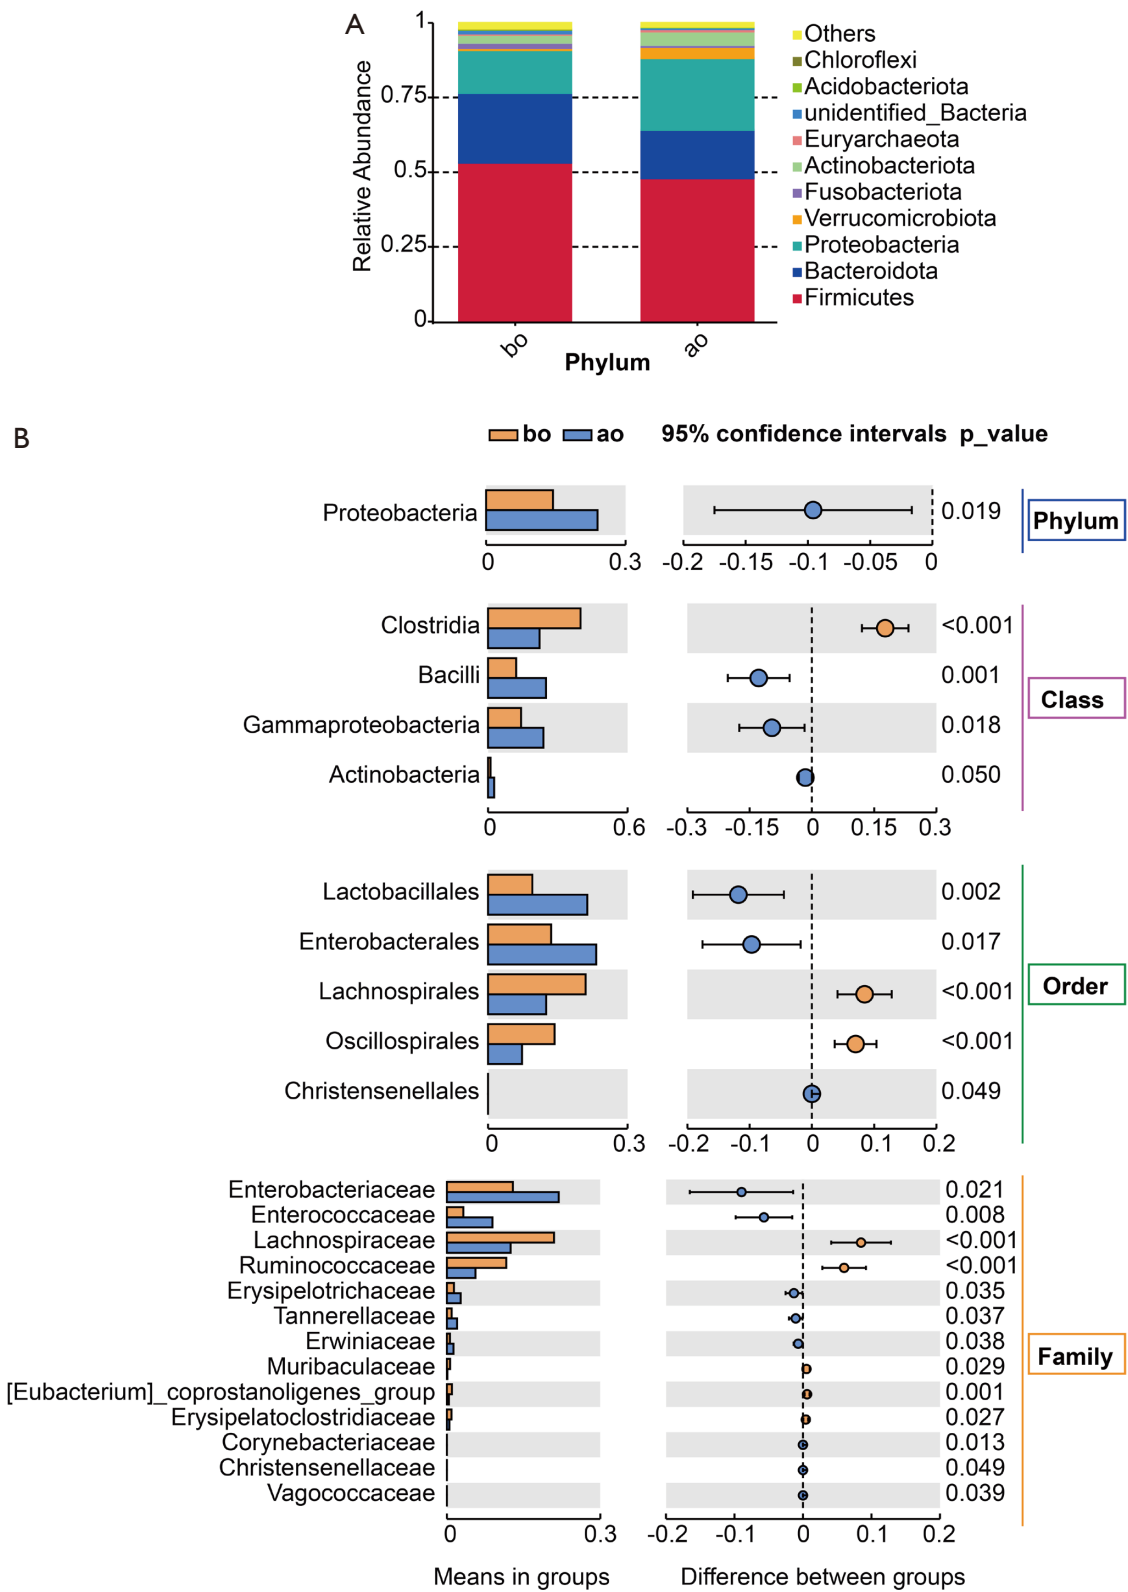 A
Relative Abundance
1
0.75
0.5
0.25
0
bo
ao
Phylum
Others
Chloroflexi
Acidobacteriota
unidentified_Bacteria
Euryarchaeota
Actinobacteriota
Fusobacteriota
Verrucomicrobiota
Proteobacteria
Bacteroidota
Firmicutes
B
bo ao 95% confidence intervals p_value
Proteobacteria 0.019
0 0.3 -0.2 -0.15 -0.1 -0.05 0
Phylum
Clostridia <0.001
Bacilli 0.001
Gammaproteobacteria 0.018
Actinobacteria 0.050
0 0.6 -0.3 -0.15 0 0.15 0.3
Class
Lactobacillales 0.002
Enterobacterales 0.017
Lachnospirales <0.001
Oscillospirales <0.001
Christensenellales 0.049
0 0.3 -0.2 -0.1 0 0.1 0.2
Order
Enterobacteriaceae 0.021
Enterococcaceae 0.008
Lachnospiraceae <0.001
Ruminococcaceae <0.001
Erysipelotrichaceae 0.035
Tannerellaceae 0.037
Erwiniaceae 0.038
Muribaculaceae 0.029
[Eubacterium]_coprostanoligenes_group 0.001
Erysipelatoclostridiaceae 0.027
Corynebacteriaceae 0.013
Christensenellaceae 0.049
Vagococcaceae 0.039
0 0.3 -0.2 -0.1 0 0.1 0.2
Family
Means in groups Difference between groups